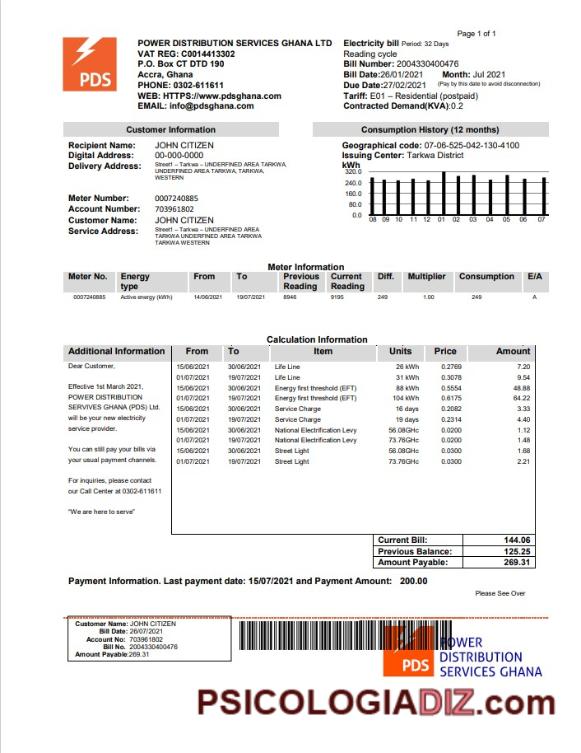 Page 1 of 1
PDS
POWER DISTRIBUTION SERVICES GHANA LTD
VAT REG: C0014413302
P.O. Box CT DTD 190
Accra, Ghana
PHONE: 0302-611611
WEB: HTTPS://www.pdsghana.com
EMAIL: info@pdsghana.com
Electricity bill Period: 32 Days
Reading cycle
Bill Number: 2004330400476
Bill Date:26/01/2021 Month: Jul 2021
Due Date:27/02/2021 (Pay by this date to avoid disconnection)
Tariff: E01 – Residential (postpaid)
Contracted Demand(KVA):0.2
Customer Information
Recipient Name: JOHN CITIZEN
Digital Address: 00-000-0000
Delivery Address: Street1 – Tarkwa – UNDERFINED AREA TARKWA,
UNDERFINED AREA TARKWA, TARKWA,
WESTERN
Meter Number: 0007240885
Account Number: 703961802
Customer Name: JOHN CITIZEN
Service Address: Street1 – Tarkwa – UNDERFINED AREA
TARKWA UNDERFINED AREA TARKWA
TARKWA WESTERN
Consumption History (12 months)
Geographical code: 07-06-525-042-130-4100
Issuing Center: Tarkwa District
kWh
320.0
240.0
160.0
80.0
0.0
08 09 10 11 12 01 02 03 04 05 06 07
Meter Information
Meter No. Energy type From To Previous Reading Current Reading Diff. Multiplier Consumption E/A
0007240885 Active energy (kWh) 14/06/2021 19/07/2021 8946 9195 249 1.00 249 A
Calculation Information
Additional Information From To Item Units Price Amount
Dear Customer,
Effective 1st March 2021,
POWER DISTRIBUTION
SERVIVES GHANA (PDS) Ltd.
will be your new electricity
service provider.
You can still pay your bills via
your usual payment channels.
For inquiries, please contact
our Call Center at 0302-611611
"We are here to serve"
15/06/2021 30/06/2021 Life Line 26 kWh 0.2769 7.20
01/07/2021 19/07/2021 Life Line 31 kWh 0.3078 9.54
15/06/2021 30/06/2021 Energy first threshold (EFT) 88 kWh 0.5554 48.88
01/07/2021 19/07/2021 Energy first threshold (EFT) 104 kWh 0.6175 64.22
15/06/2021 30/06/2021 Service Charge 16 days 0.2082 3.33
01/07/2021 19/07/2021 Service Charge 19 days 0.2314 4.40
15/06/2021 30/06/2021 National Electrification Levy 56.08GHc 0.0200 1.12
01/07/2021 19/07/2021 National Electrification Levy 73.76GHc 0.0200 1.48
15/06/2021 30/06/2021 Street Light 56.08GHc 0.0300 1.68
01/07/2021 19/07/2021 Street Light 73.76GHc 0.0300 2.21
Current Bill: 144.06
Previous Balance: 125.25
Amount Payable: 269.31
Payment Information. Last payment date: 15/07/2021 and Payment Amount: 200.00
Please See Over
Customer Name: JOHN CITIZEN
Bill Date: 26/07/2021
Account No: 703961802
Bill No. 2004330400476
Amount Payable:269.31
PDS
POWER
DISTRIBUTION
SERVICES GHANA
PSICOLOGIADIZ.com